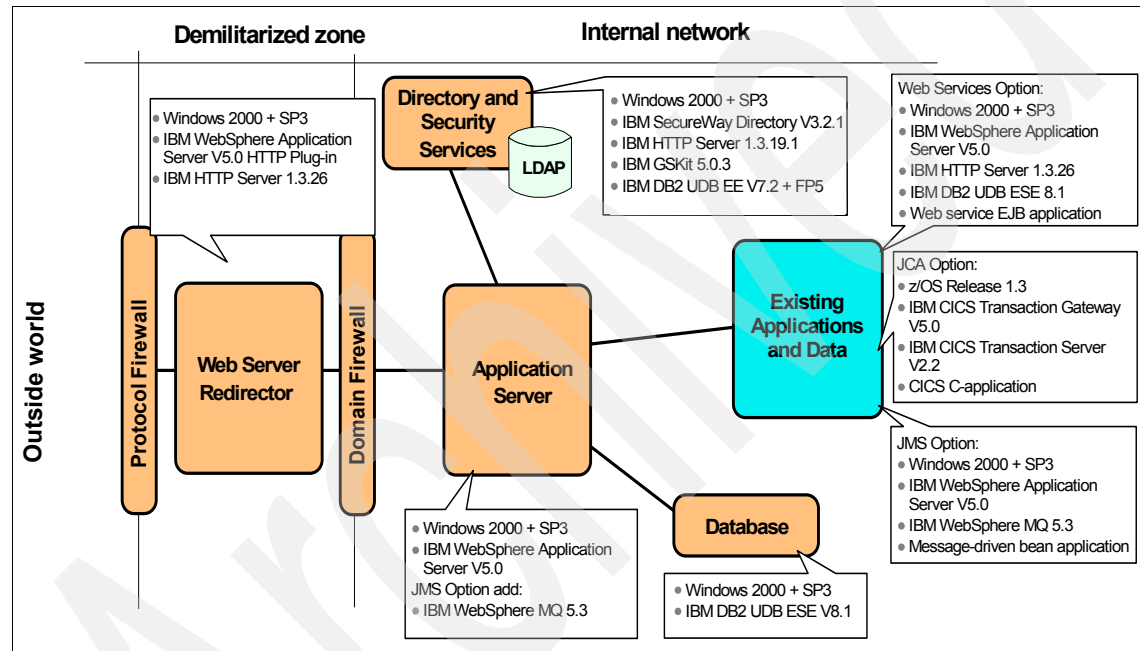 Demilitarized zone
Internal network
Outside world
Protocol Firewall
• Windows 2000 + SP3
• IBM WebSphere Application
Server V5.0 HTTP Plug-in
• IBM HTTP Server 1.3.26
Web Server
Redirector
Domain Firewall
Directory and
Security
Services
LDAP
• Windows 2000 + SP3
• IBM SecureWay Directory V3.2.1
• IBM HTTP Server 1.3.19.1
• IBM GSKit 5.0.3
• IBM DB2 UDB EE V7.2 + FP5
Application
Server
• Windows 2000 + SP3
• IBM WebSphere Application
Server V5.0
JMS Option add:
• IBM WebSphere MQ 5.3
Database
• Windows 2000 + SP3
• IBM DB2 UDB ESE V8.1
Existing
Applications
and Data
Web Services Option:
• Windows 2000 + SP3
• IBM WebSphere Application
Server V5.0
• IBM HTTP Server 1.3.26
• IBM DB2 UDB ESE 8.1
• Web service EJB application
JCA Option:
• z/OS Release 1.3
• IBM CICS Transaction Gateway
V5.0
• IBM CICS Transaction Server
V2.2
• CICS C-application
JMS Option:
• Windows 2000 + SP3
• IBM WebSphere Application
Server V5.0
• IBM WebSphere MQ 5.3
• Message-driven bean application
Archived